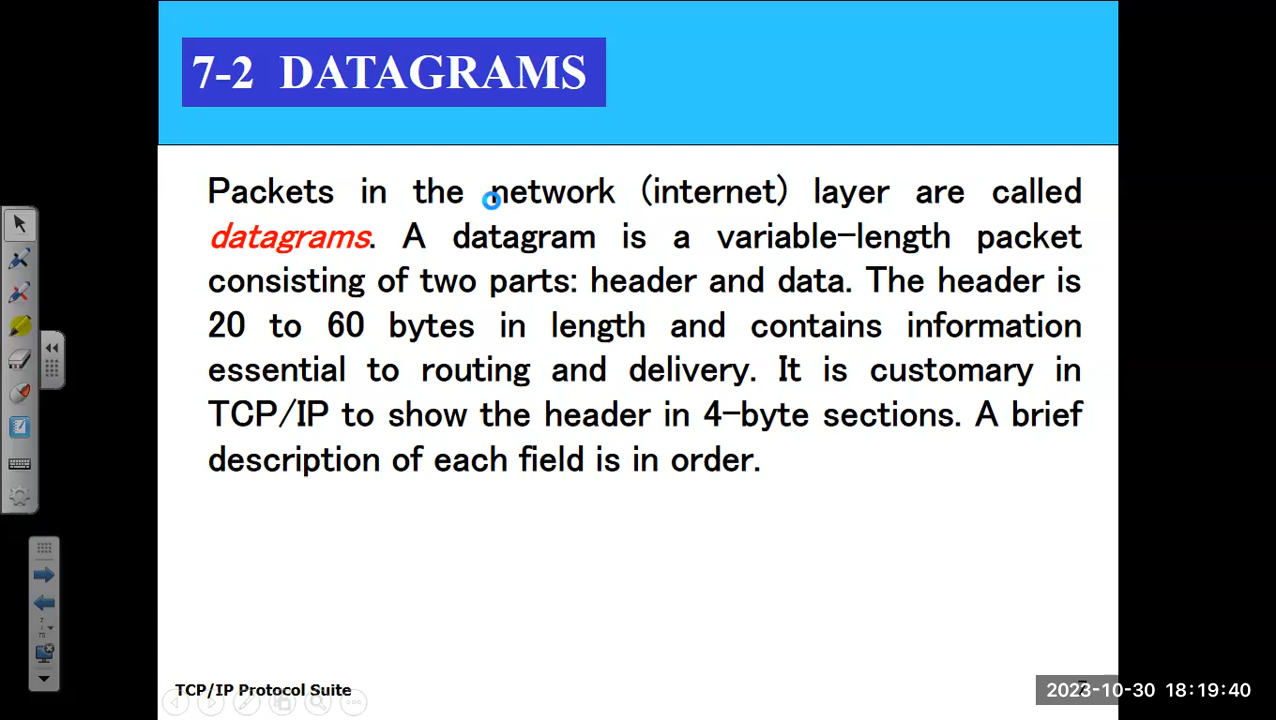 7-2 DATAGRAMS
Packets in the network (internet) layer are called
datagrams. A datagram is a variable-length packet
consisting of two parts: header and data. The header is
20 to 60 bytes in length and contains information
essential to routing and delivery. It is customary in
TCP/IP to show the header in 4-byte sections. A brief
description of each field is in order.
TCP/IP Protocol Suite
2023-10-30 18:19:40